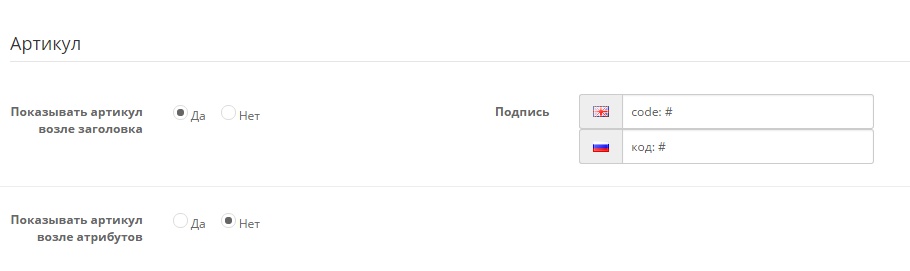 Артикул
Показывать артикул
возле заголовка
Да
Нет
Подпись
code: #
код: #
Показывать артикул
возле атрибутов
Да
Нет